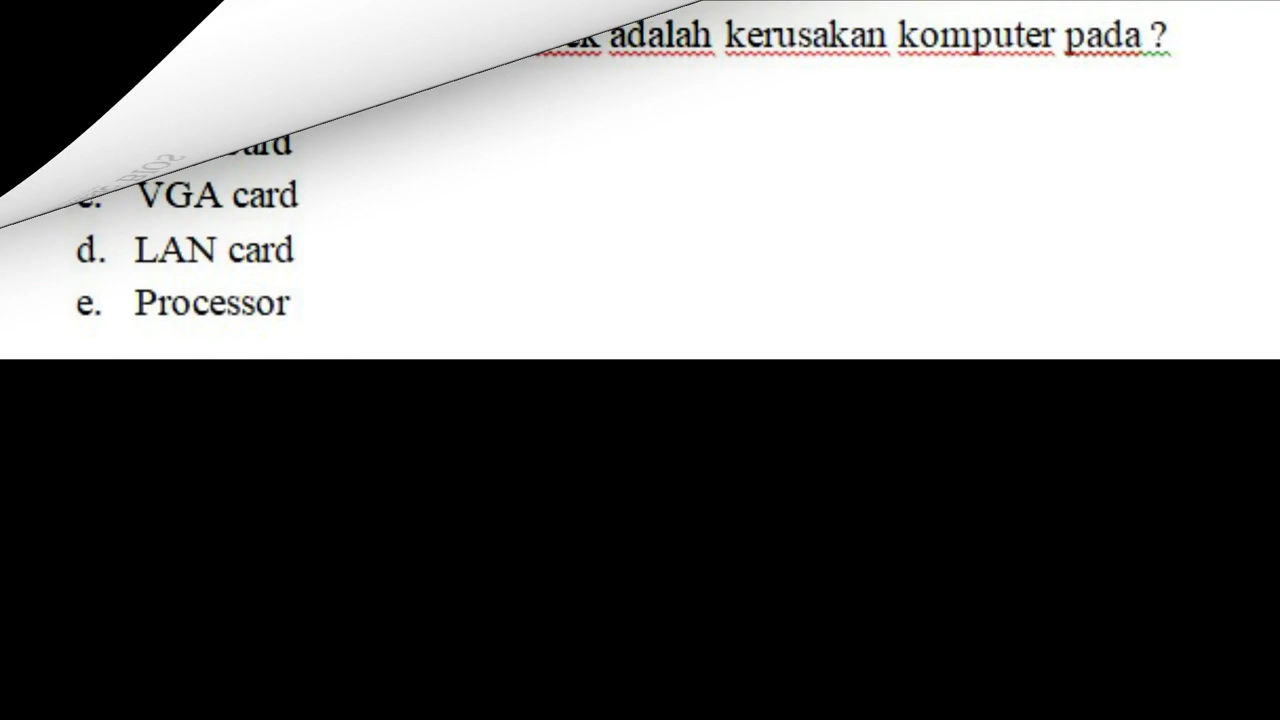 adalah kerusakan komputer pada ?
c. VGA card
d. LAN card
e. Processor